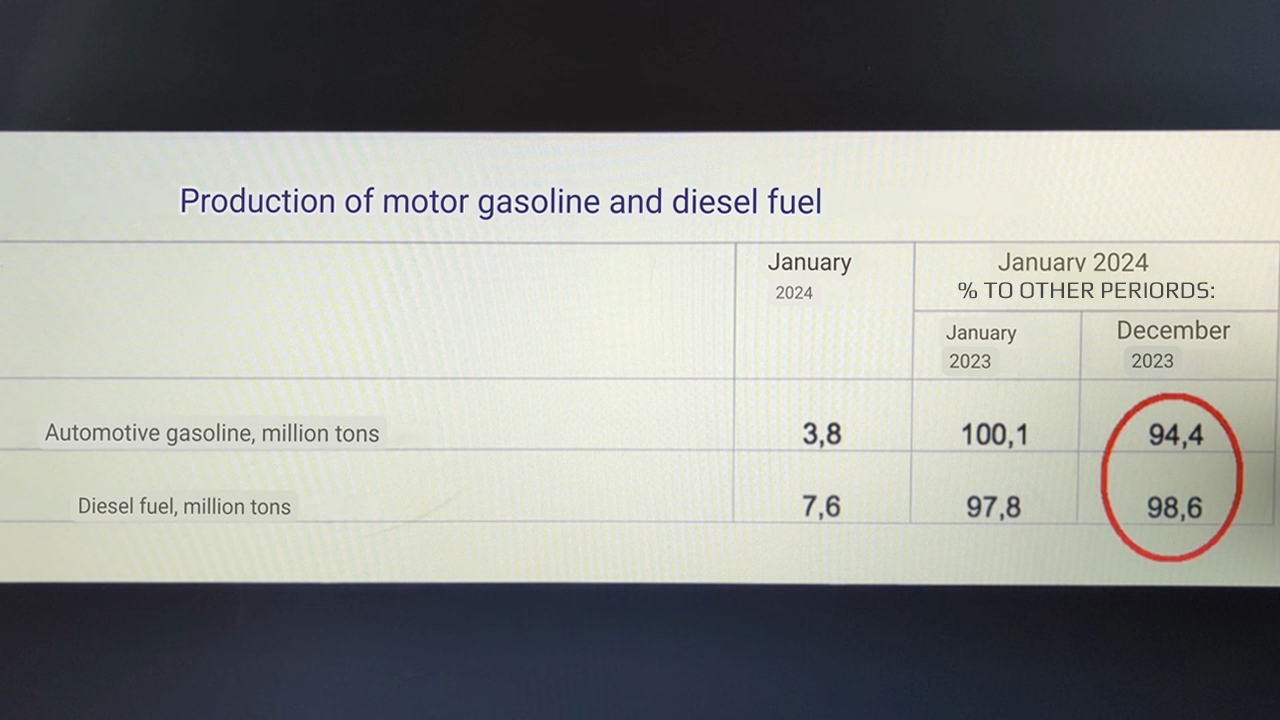 Production of motor gasoline and diesel fuel
January
2024
January 2024
% TO OTHER PERIORDS:
January
2023
December
2023
Automotive gasoline, million tons 3,8 100,1 94,4
Diesel fuel, million tons 7,6 97,8 98,6